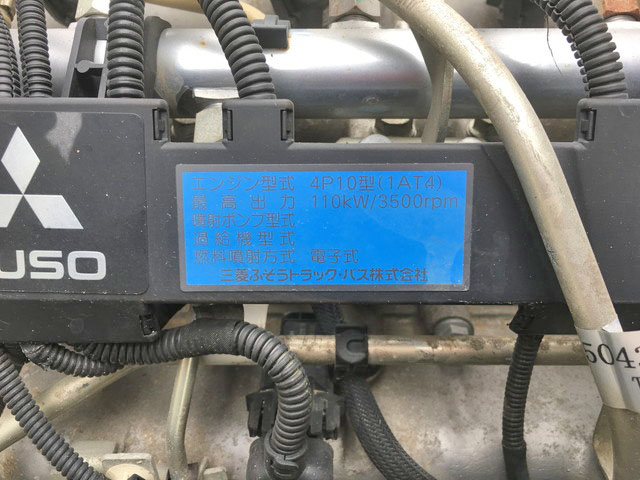 エンジン型式 4P10型(1AT4)
最高出力 110kW/3500rpm
噴射ポンプ型式
過給機型式
燃料噴射方式 電子式
三菱ふそうトラック・バス株式会社
USO
5043